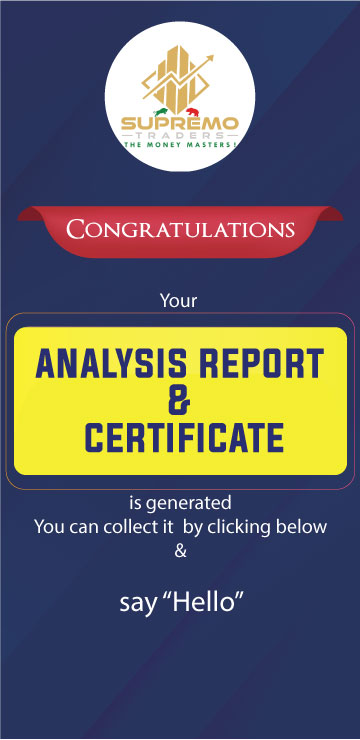 SUPREMO
TRADERS
THE MONEY MASTERS!
CONGRATULATIONS
Your
ANALYSIS REPORT
&
CERTIFICATE
is generated
You can collect it by clicking below
&
say “Hello”